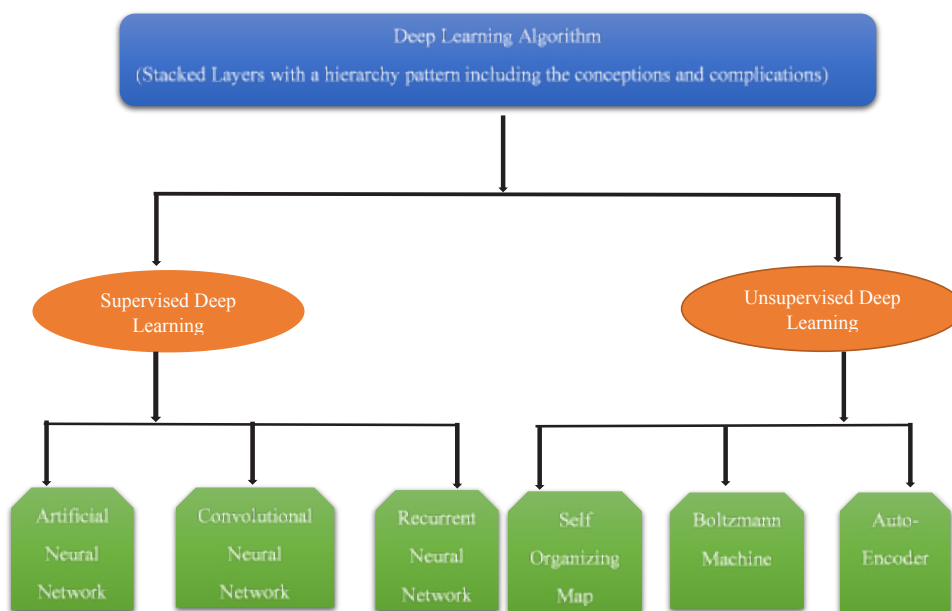 Deep Learning Algorithm
(Stacked Layers with a hierarchy pattern including the conceptions and complications)
Supervised Deep
Learning
Unsupervised Deep
Learning
Artificial
Neural
Network
Convolutional
Neural
Network
Recurrent
Neural
Network
Self
Organizing
Map
Boltzmann
Machine
Auto-
Encoder